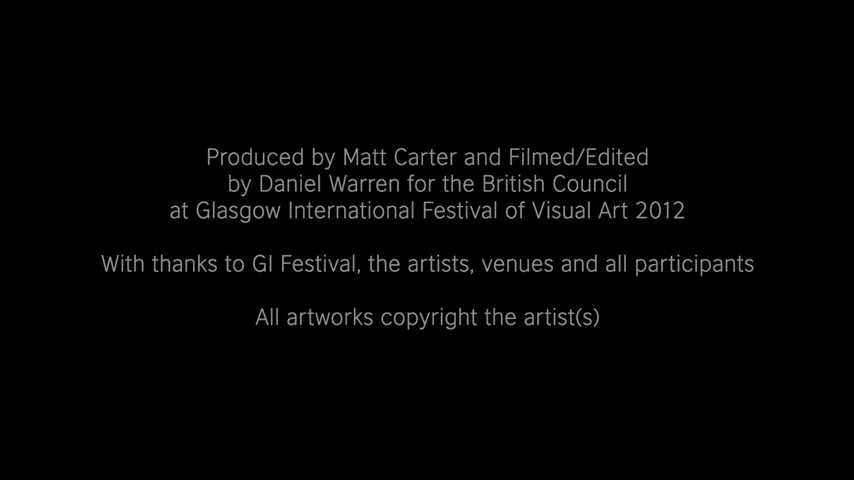 Produced by Matt Carter and Filmed/Edited
by Daniel Warren for the British Council
at Glasgow International Festival of Visual Art 2012
With thanks to GI Festival, the artists, venues and all participants
All artworks copyright the artist(s)